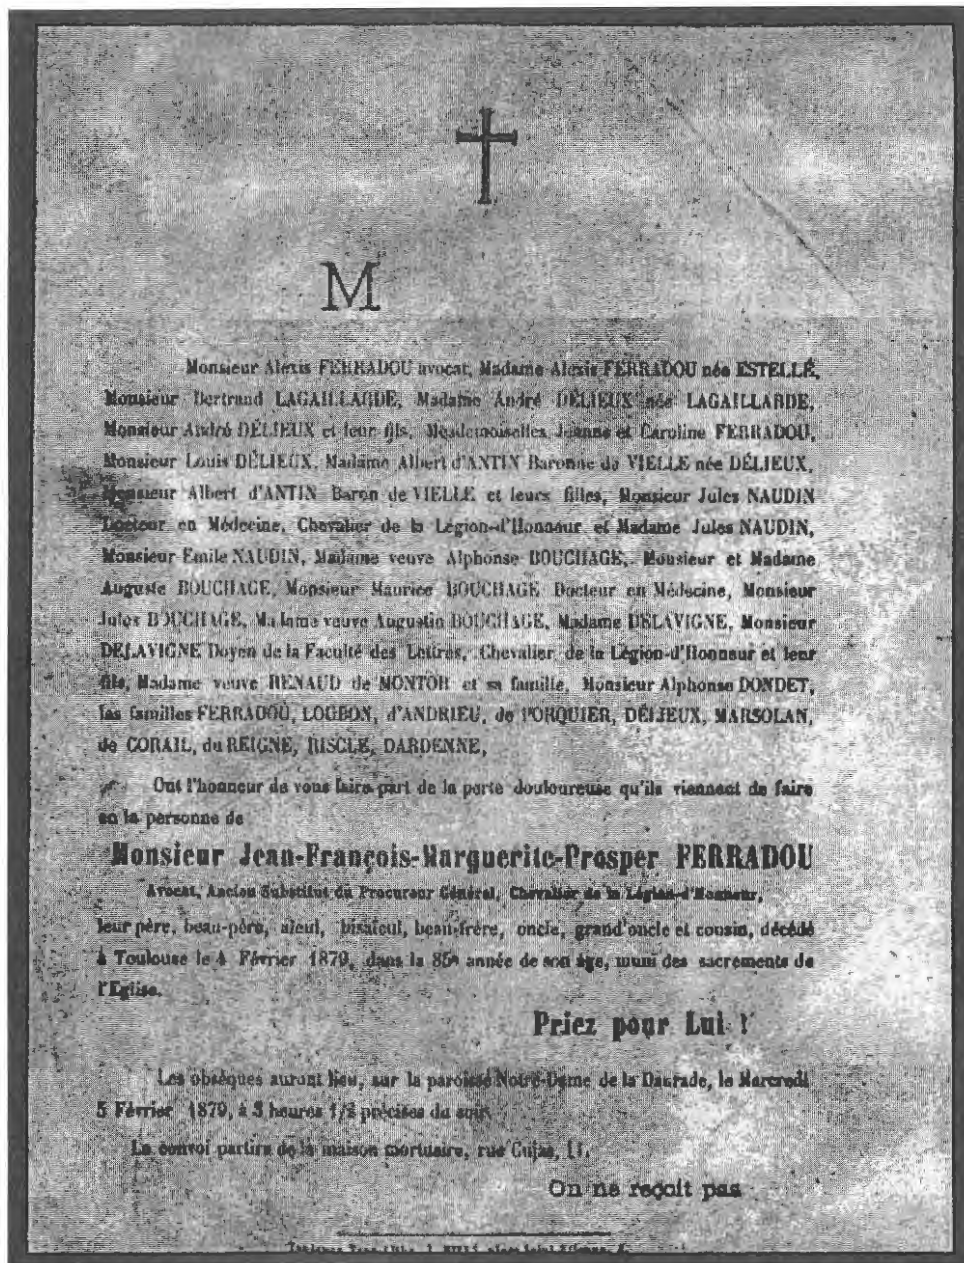 M
Monsieur Alexis FERRADOU avocat, Madame Alexis FERRADOU née ESTELLÉ,
Monsieur Bertrand LAGAILLARDE, Madame André DÉLIEUX née LAGAILLARDE,
Monsieur André DÉLIEUX et leur fils, Mesdemoiselles Jeanne et Caroline FERRADOU,
Monsieur Louis DÉLIEUX, Madame Albert d'ANTIN Baronne de VIELLE née DÉLIEUX,
Monsieur Albert d'ANTIN Baron de VIELLE et leurs filles, Monsieur Jules NAUDIN
Docteur en Médecine, Chevalier de la Légion-d'Honneur et Madame Jules NAUDIN,
Monsieur Emile NAUDIN, Madame veuve Alphonse BOUCHAGE, Monsieur et Madame
Auguste BOUCHAGE, Monsieur Maurice BOUCHAGE Docteur en Médecine, Monsieur
Jules BOUCHAGE, Madame veuve Augustin BOUCHAGE, Madame DELAVIGNE, Monsieur
DELAVIGNE Doyen de la Faculté des Lettres, Chevalier de la Légion-d'Honneur et leur
fils, Madame veuve RENAUD de MONTOR et sa famille, Monsieur Alphonse DONDET,
les familles FERRADOU, LOUBON, d'ANDRIEU, de PORQUIER, DÉLIEUX, MARSOLAN,
de CORAIL, du REIGNE, RISCLE, DARDENNE,
Ont l'honneur de vous faire part de la perte douloureuse qu'ils viennent de faire
en la personne de
Monsieur Jean-François-Marguerite-Prosper FERRADOU
Avocat, Ancien Substitut du Procureur Général, Chevalier de la Légion-d'Honneur,
leur père, beau-père, aïeul, bisaïeul, beau-frère, oncle, grand'oncle et cousin, décédé
à Toulouse le 4 Février 1879, dans la 85e année de son âge, muni des sacrements de
l'Eglise.
Priez pour Lui !
Les obsèques auront lieu, sur la paroisse Notre-Dame de la Daurade, le Mercredi
5 Février 1879, à 3 heures 1/2 précises du soir.
Le convoi partira de la maison mortuaire, rue Cujas, 11.
On ne reçoit pas